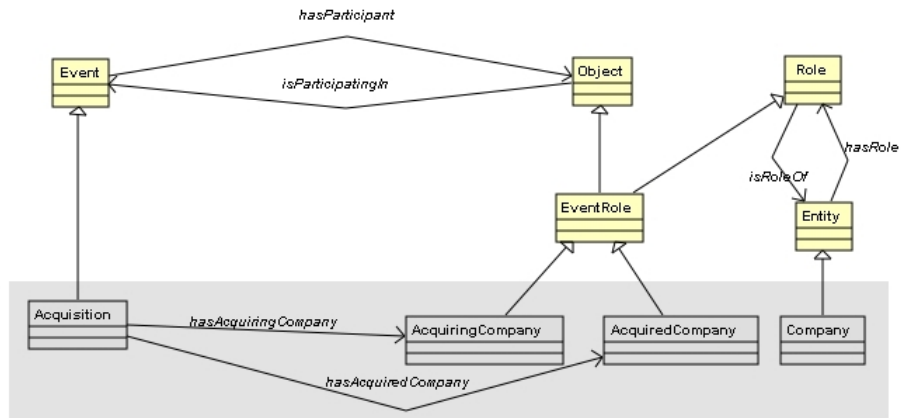 hasParticipant
Event
Object
Role
isParticipatingIn
hasRole
isRoleOf
EventRole
Entity
Acquisition
hasAcquiringCompany
AcquiringCompany
AcquiredCompany
Company
hasAcquiredCompany